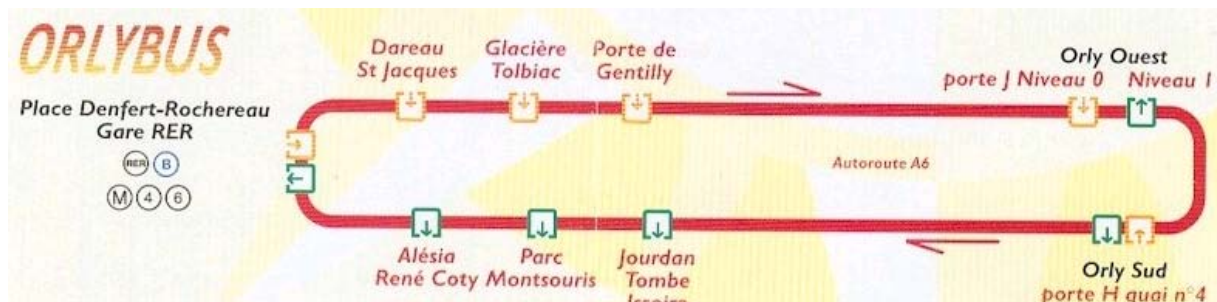 ORLYBUS
Place Denfert-Rochereau
Gare RER
RER B
M 4 6
Dareau
St Jacques
Glacière
Tolbiac
Porte de
Gentilly
Orly Ouest
porte J Niveau 0 Niveau 1
Autoroute A6
Alésia
René Coty
Parc
Montsouris
Jourdan
Tombe
Issoire
Orly Sud
porte H quai n°4